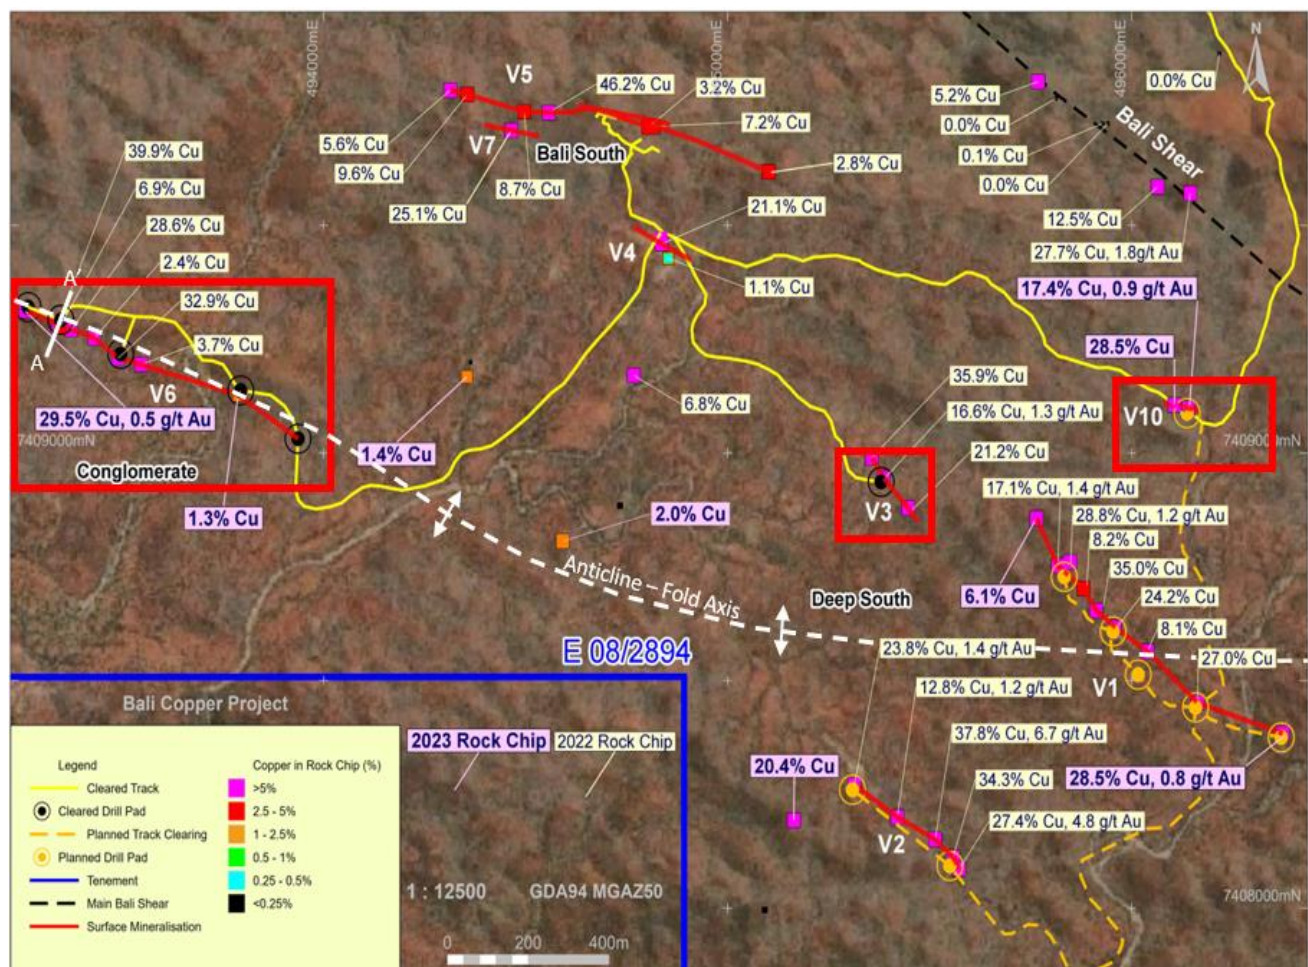 N
494000mE
5000mE
496000mE
0.0% Cu
V5
46.2% Cu
3.2% Cu
5.2% Cu
0.0% Cu
7.2% Cu
V7
5.6% Cu
Bali South
Bali Shear
39.9% Cu
0.1% Cu
9.6% Cu
8.7% Cu
2.8% Cu
0.0% Cu
6.9% Cu
25.1% Cu
21.1% Cu
12.5% Cu
28.6% Cu
V4
27.7% Cu, 1.8g/t Au
2.4% Cu
A'
1.1% Cu
17.4% Cu, 0.9 g/t Au
32.9% Cu
3.7% Cu
28.5% Cu
A
V6
35.9% Cu
6.8% Cu
16.6% Cu, 1.3 g/t Au
29.5% Cu, 0.5 g/t Au
V10
7409000mN
7409000mN
1.4% Cu
21.2% Cu
Conglomerate
17.1% Cu, 1.4 g/t Au
1.3% Cu
2.0% Cu
V3
28.8% Cu, 1.2 g/t Au
8.2% Cu
35.0% Cu
Anticline – Fold Axis
Deep South
6.1% Cu
24.2% Cu
8.1% Cu
E 08/2894
23.8% Cu, 1.4 g/t Au
27.0% Cu
V1
12.8% Cu, 1.2 g/t Au
Bali Copper Project
37.8% Cu, 6.7 g/t Au
2023 Rock Chip
2022 Rock Chip
20.4% Cu
34.3% Cu
28.5% Cu, 0.8 g/t Au
27.4% Cu, 4.8 g/t Au
V2
Legend
Cleared Track
Cleared Drill Pad
Planned Track Clearing
Planned Drill Pad
Tenement
Main Bali Shear
Surface Mineralisation
Copper in Rock Chip (%)
>5%
2.5 - 5%
1 - 2.5%
0.5 - 1%
0.25 - 0.5%
<0.25%
1 : 12500
GDA94 MGAZ50
7408000mN
0
200
400m